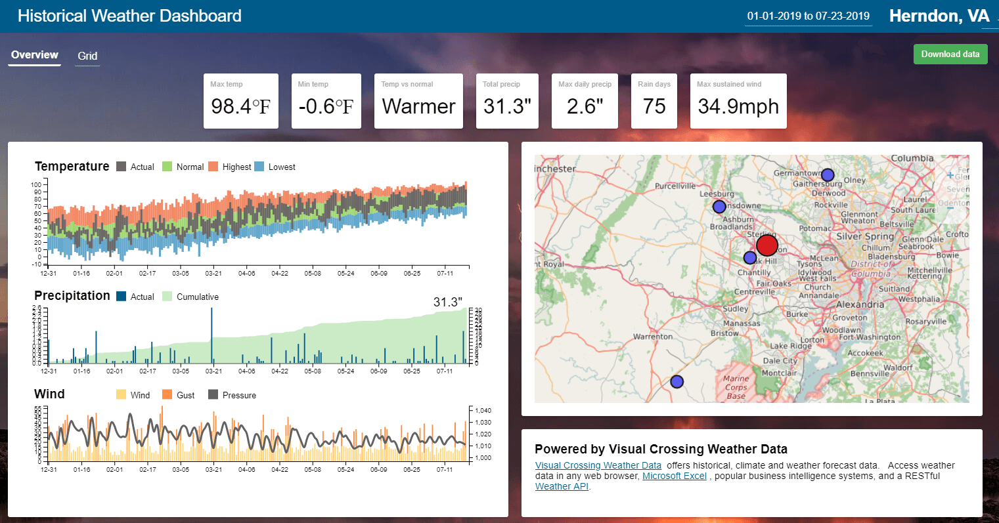 Historical Weather Dashboard
01-01-2019 to 07-23-2019
Herndon, VA
Overview
Grid
Download data
Max temp
98.4°F
Min temp
-0.6°F
Temp vs normal
Warmer
Total precip
31.3"
Max daily precip
2.6"
Rain days
75
Max sustained wind
34.9mph
Temperature Actual Normal Highest Lowest
100
90
80
70
60
50
40
30
20
10
0
-10
12-31 01-16 02-01 02-17 03-05 03-21 04-06 04-22 05-08 05-24 06-09 06-25 07-11
Precipitation Actual Cumulative
31.3"
2.6
2.4
2.2
2.0
1.8
1.6
1.4
1.2
1.0
0.8
0.6
0.4
0.2
0.0
30
28
26
24
22
20
18
16
14
12
10
8
6
4
2
0
12-31 01-16 02-01 02-17 03-05 03-21 04-06 04-22 05-08 05-24 06-09 06-25 07-11
Wind Wind Gust Pressure
55
50
45
40
35
30
25
20
15
10
5
0
1,040
1,030
1,020
1,010
1,000
12-31 01-16 02-01 02-17 03-05 03-21 04-06 04-22 05-08 05-24 06-09 06-25 07-11
Columbia
inchester
Germantown
Gaithersburg
Olney
Derwood
Purcellville
Leesburg
Rockville
Laurel
South Laure
onsdowne
Ashburn
Broadlands
Glenmont
Wheaton
Beltsville
Sterling
Potomac
Silver Spring
Glenn Dale
Crofto
Chillum
Seabrook
Bladensburg
Bowie
McLean
Tysons
District of
Columbia
Mitchellville
Kettering
nt Royal
ak Hill
Chantilly
Idylwood
West Falls
Church
Fair Oaks
Centreville
Annandale
Suitland
Westphalia
Alexandria
Sudley
Burke
Groveton
Rosaryville
Manassas
Bristow
Woodlawn
Fort Washington
Warrenton
Lorton
Lake Ridge
Accokeek
Dale City
Montclair
Waldorf
Bennsville
Marine
Corps
Base
La Plata
Powered by Visual Crossing Weather Data
Visual Crossing Weather Data offers historical, climate and weather forecast data. Access weather
data in any web browser, Microsoft Excel , popular business intelligence systems, and a RESTful
Weather API.